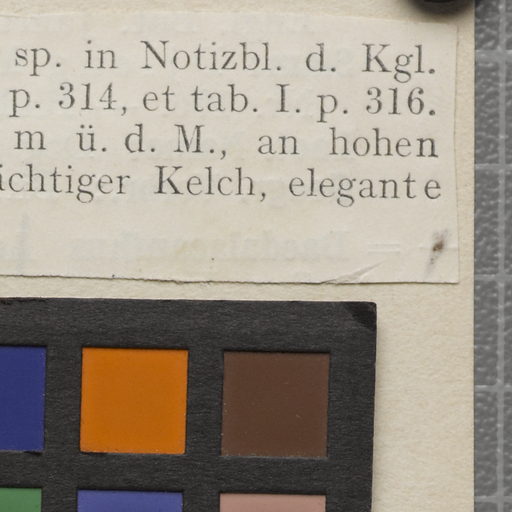 sp. in Notizbl. d. Kgl.
p. 314, et tab. I. p. 316.
m ü. d. M., an hohen
ichtiger Kelch, elegante